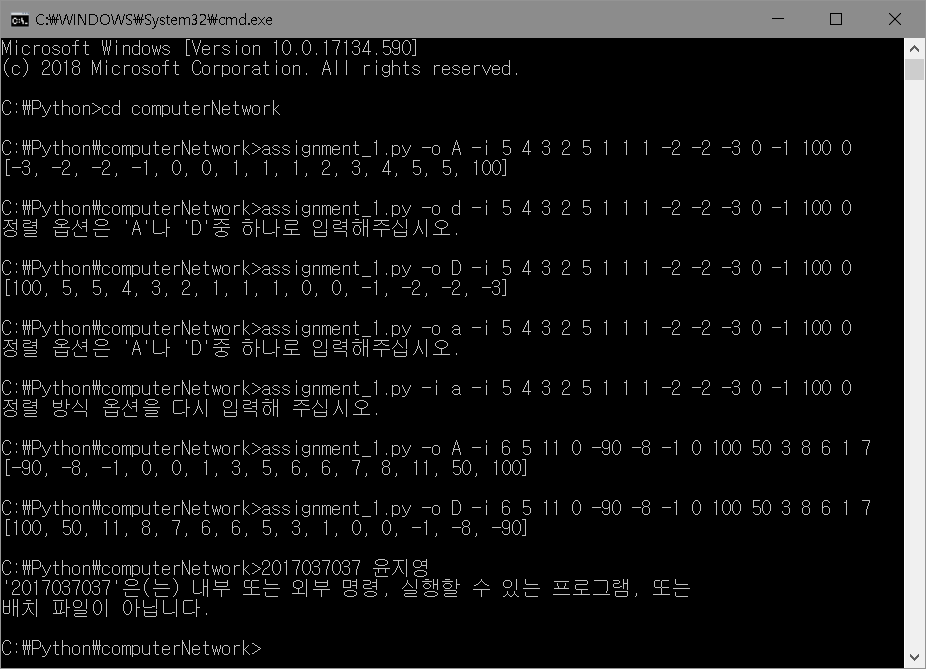 C:₩WINDOWS₩System32₩cmd.exe
Microsoft Windows [Version 10.0.17134.590]
(c) 2018 Microsoft Corporation. All rights reserved.
C:₩Python>cd computerNetwork
C:₩Python₩computerNetwork>assignment_1.py -o A -i 5 4 3 2 5 1 1 1 -2 -2 -3 0 -1 100 0
[-3, -2, -2, -1, 0, 0, 1, 1, 1, 2, 3, 4, 5, 5, 100]
C:₩Python₩computerNetwork>assignment_1.py -o d -i 5 4 3 2 5 1 1 1 -2 -2 -3 0 -1 100 0
정렬 옵션은 'A'나 'D'중 하나로 입력해주십시오.
C:₩Python₩computerNetwork>assignment_1.py -o D -i 5 4 3 2 5 1 1 1 -2 -2 -3 0 -1 100 0
[100, 5, 5, 4, 3, 2, 1, 1, 1, 0, 0, -1, -2, -2, -3]
C:₩Python₩computerNetwork>assignment_1.py -o a -i 5 4 3 2 5 1 1 1 -2 -2 -3 0 -1 100 0
정렬 옵션은 'A'나 'D'중 하나로 입력해주십시오.
C:₩Python₩computerNetwork>assignment_1.py -i a -i 5 4 3 2 5 1 1 1 -2 -2 -3 0 -1 100 0
정렬 방식 옵션을 다시 입력해 주십시오.
C:₩Python₩computerNetwork>assignment_1.py -o A -i 6 5 11 0 -90 -8 -1 0 100 50 3 8 6 1 7
[-90, -8, -1, 0, 0, 1, 3, 5, 6, 6, 7, 8, 11, 50, 100]
C:₩Python₩computerNetwork>assignment_1.py -o D -i 6 5 11 0 -90 -8 -1 0 100 50 3 8 6 1 7
[100, 50, 11, 8, 7, 6, 6, 5, 3, 1, 0, 0, -1, -8, -90]
C:₩Python₩computerNetwork>2017037037 윤지영
'2017037037'은(는) 내부 또는 외부 명령, 실행할 수 있는 프로그램, 또는
배치 파일이 아닙니다.
C:₩Python₩computerNetwork>